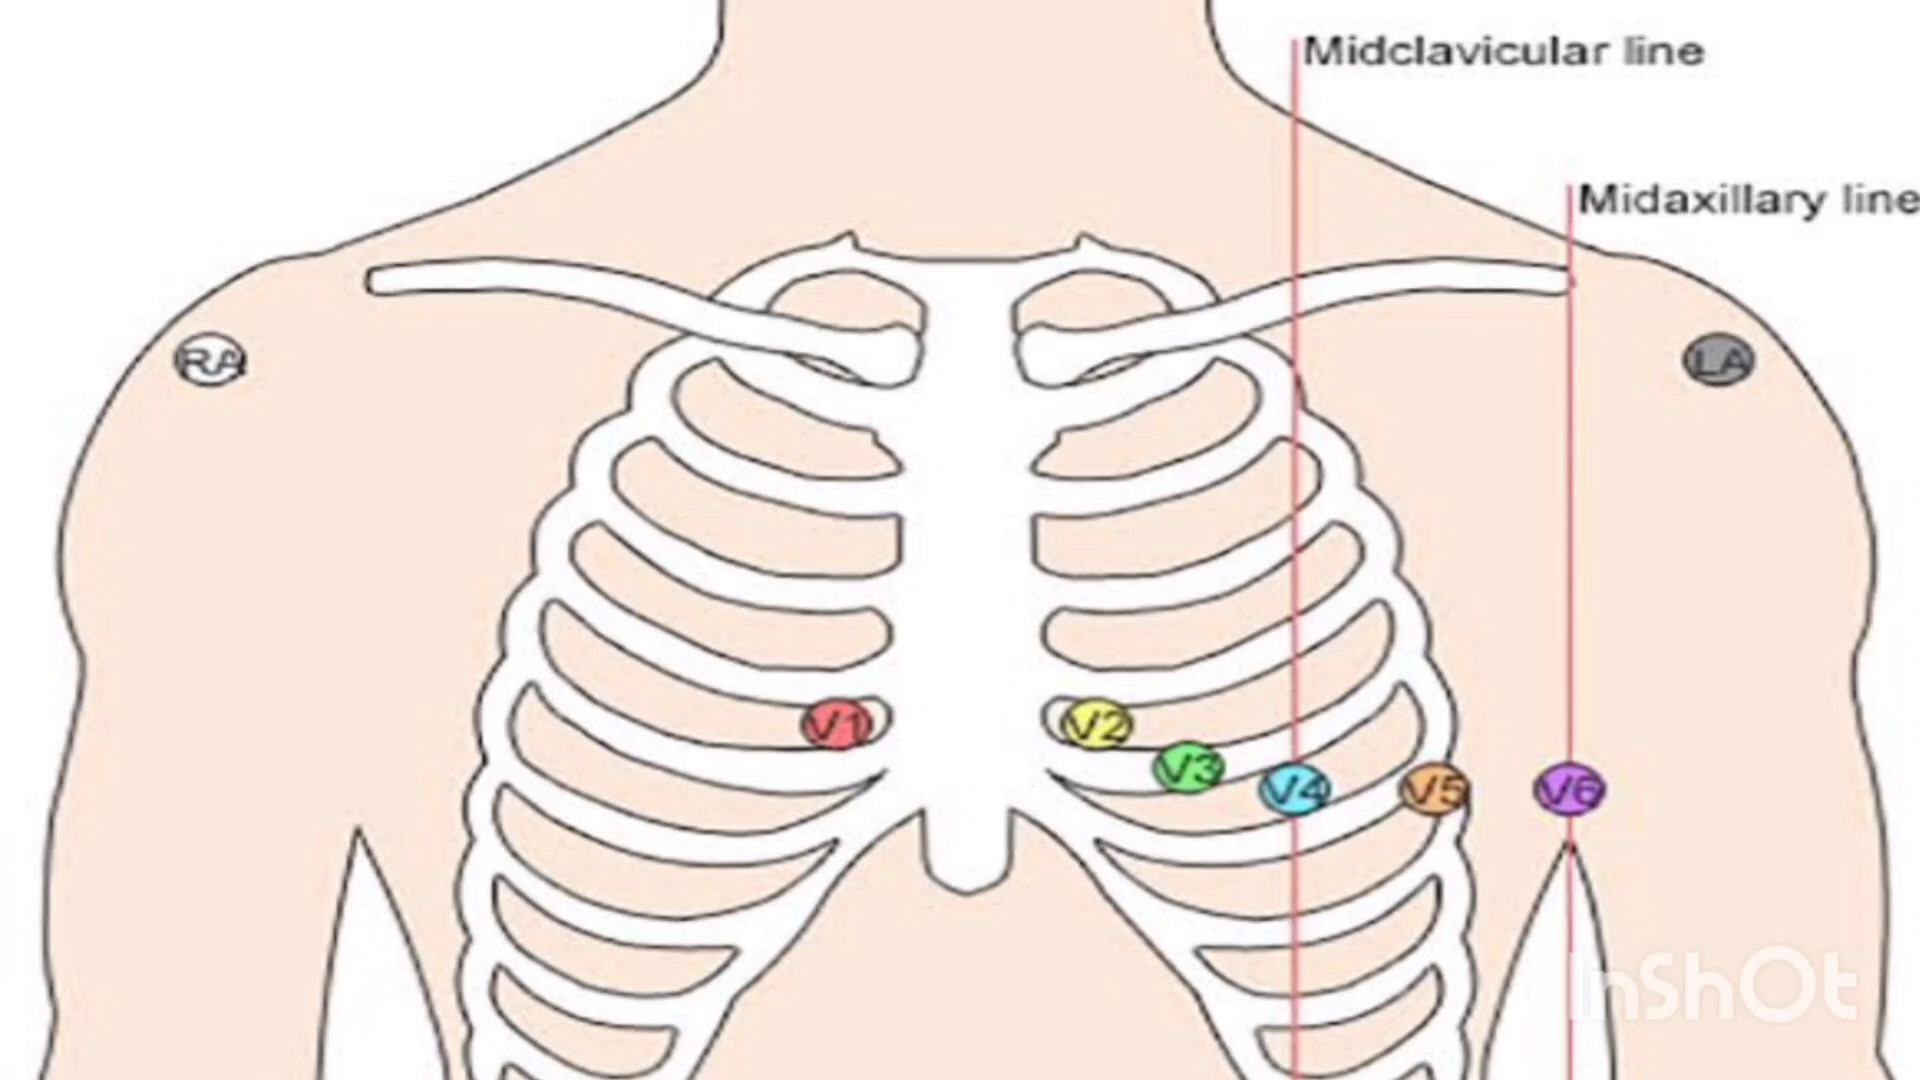 Midclavicular line
Midaxillary line
RA
LA
V1
V2
V3
V4
V5
V6
InShOt